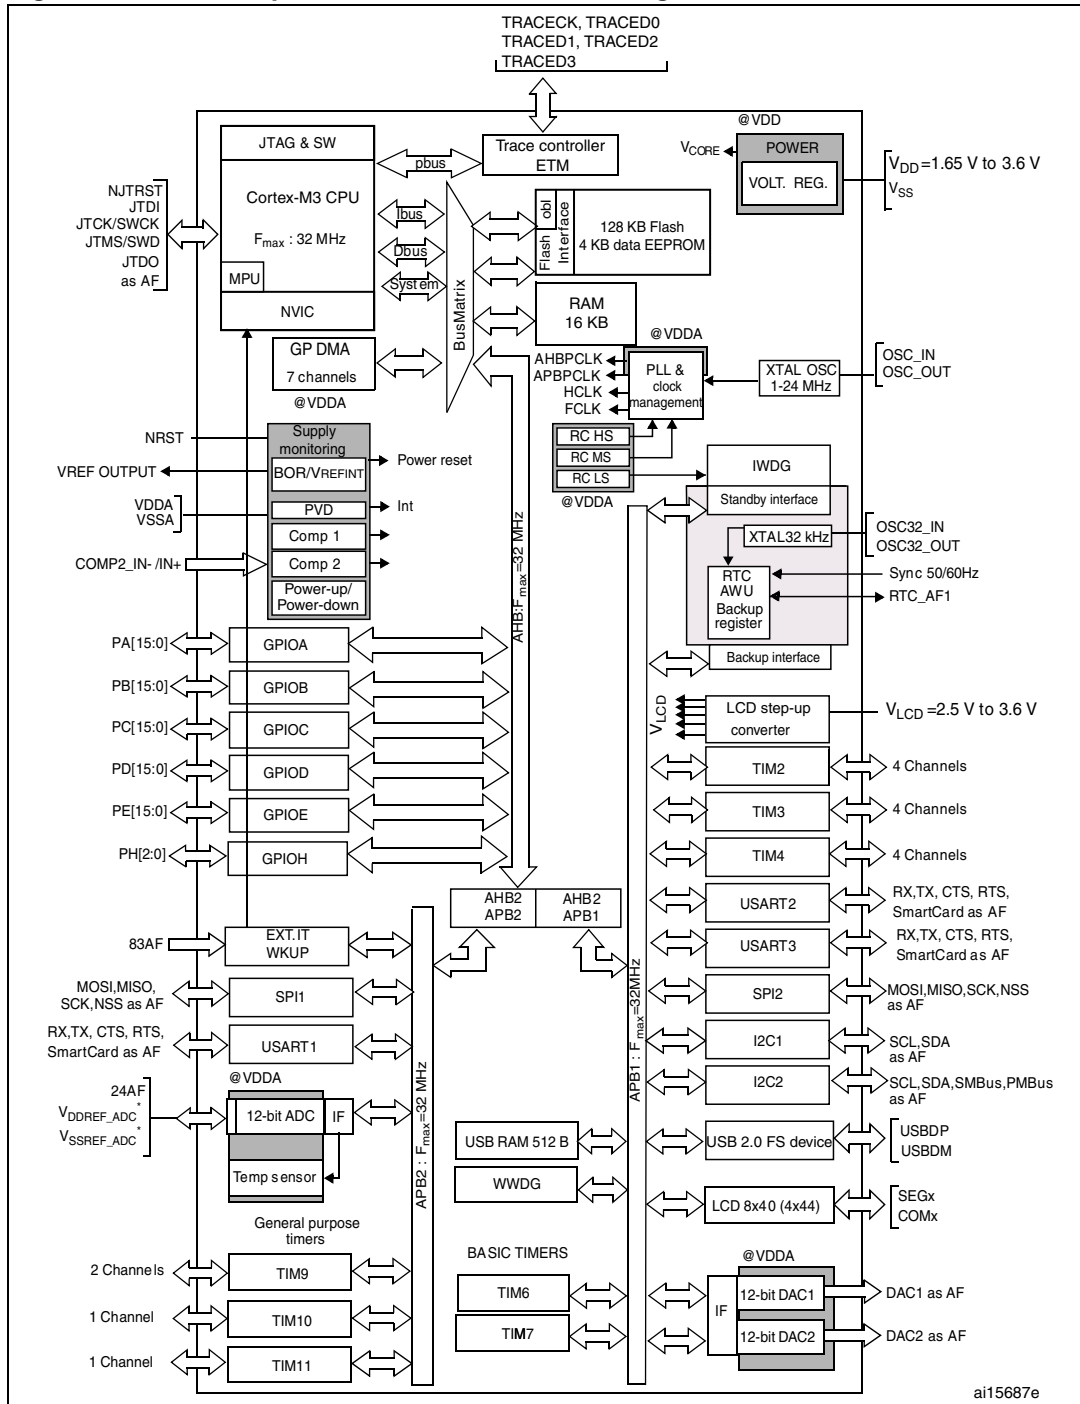 TRACECK, TRACED0
TRACED1, TRACED2
TRACED3
@VDD
JTAG & SW
pbus
Trace controller
ETM
VCORE
POWER
VOLT. REG.
VDD=1.65 V to 3.6 V
VSS
NJTRST
JTDI
JTCK/SWCK
JTMS/SWD
JTDO
as AF
Cortex-M3 CPU
Fmax : 32 MHz
MPU
NVIC
Ibus
Dbus
System
BusMatrix
Flash obl
Interface
128 KB Flash
4 KB data EEPROM
RAM
16 KB
GP DMA
7 channels
@VDDA
AHBPCLK
APBPCLK
HCLK
FCLK
PLL &
clock
management
XTAL OSC
1-24 MHz
OSC_IN
OSC_OUT
@VDDA
NRST
VREF OUTPUT
VDDA
VSSA
COMP2_IN- /IN+
Supply
monitoring
BOR/VREFINT
PVD
Comp 1
Comp 2
Power-up/
Power-down
Power reset
Int
RC HS
RC MS
RC LS
@VDDA
IWDG
Standby interface
XTAL32 kHz
OSC32_IN
OSC32_OUT
RTC
AWU
Backup
register
Sync 50/60Hz
RTC_AF1
Backup interface
AHB:Fmax=32 MHz
PA[15:0]
GPIOA
PB[15:0]
GPIOB
PC[15:0]
GPIOC
PD[15:0]
GPIOD
PE[15:0]
GPIOE
PH[2:0]
GPIOH
VLCD
LCD step-up
converter
VLCD =2.5 V to 3.6 V
TIM2
4 Channels
TIM3
4 Channels
TIM4
4 Channels
AHB2
APB2
AHB2
APB1
USART2
RX,TX, CTS, RTS,
SmartCard as AF
USART3
RX,TX, CTS, RTS,
SmartCard as AF
83AF
EXT.IT
WKUP
MOSI,MISO,
SCK,NSS as AF
SPI1
RX,TX, CTS, RTS,
SmartCard as AF
USART1
APB2 : Fmax=32 MHz
APB1 : Fmax=32MHz
SPI2
MOSI,MISO,SCK,NSS
as AF
I2C1
SCL,SDA
as AF
I2C2
SCL,SDA,SMBus,PMBus
as AF
@VDDA
24AF
VDDREF_ADC*
VSSREF_ADC*
12-bit ADC
IF
Temp sensor
USB RAM 512 B
WWDG
USB 2.0 FS device
USBDP
USBDM
LCD 8x40 (4x44)
SEGx
COMx
General purpose
timers
2 Channels
TIM9
1 Channel
TIM10
1 Channel
TIM11
BASIC TIMERS
TIM6
TIM7
@VDDA
IF
12-bit DAC1
12-bit DAC2
DAC1 as AF
DAC2 as AF
ai15687e